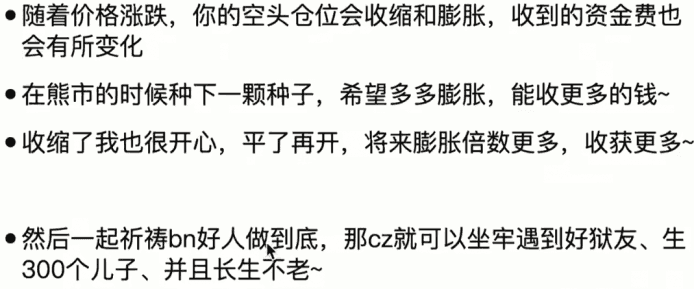 •随着价格涨跌，你的空头仓位会收缩和膨胀，收到的资金费也
会有所变化
•在熊市的时候种下一颗种子，希望多多膨胀，能收更多的钱~
•收缩了我也很开心，平了再开，将来膨胀倍数更多，收获更多~
•然后一起祈祷bn好人做到底，那cz就可以坐牢遇到好狱友、生
300个儿子、并且长生不老~